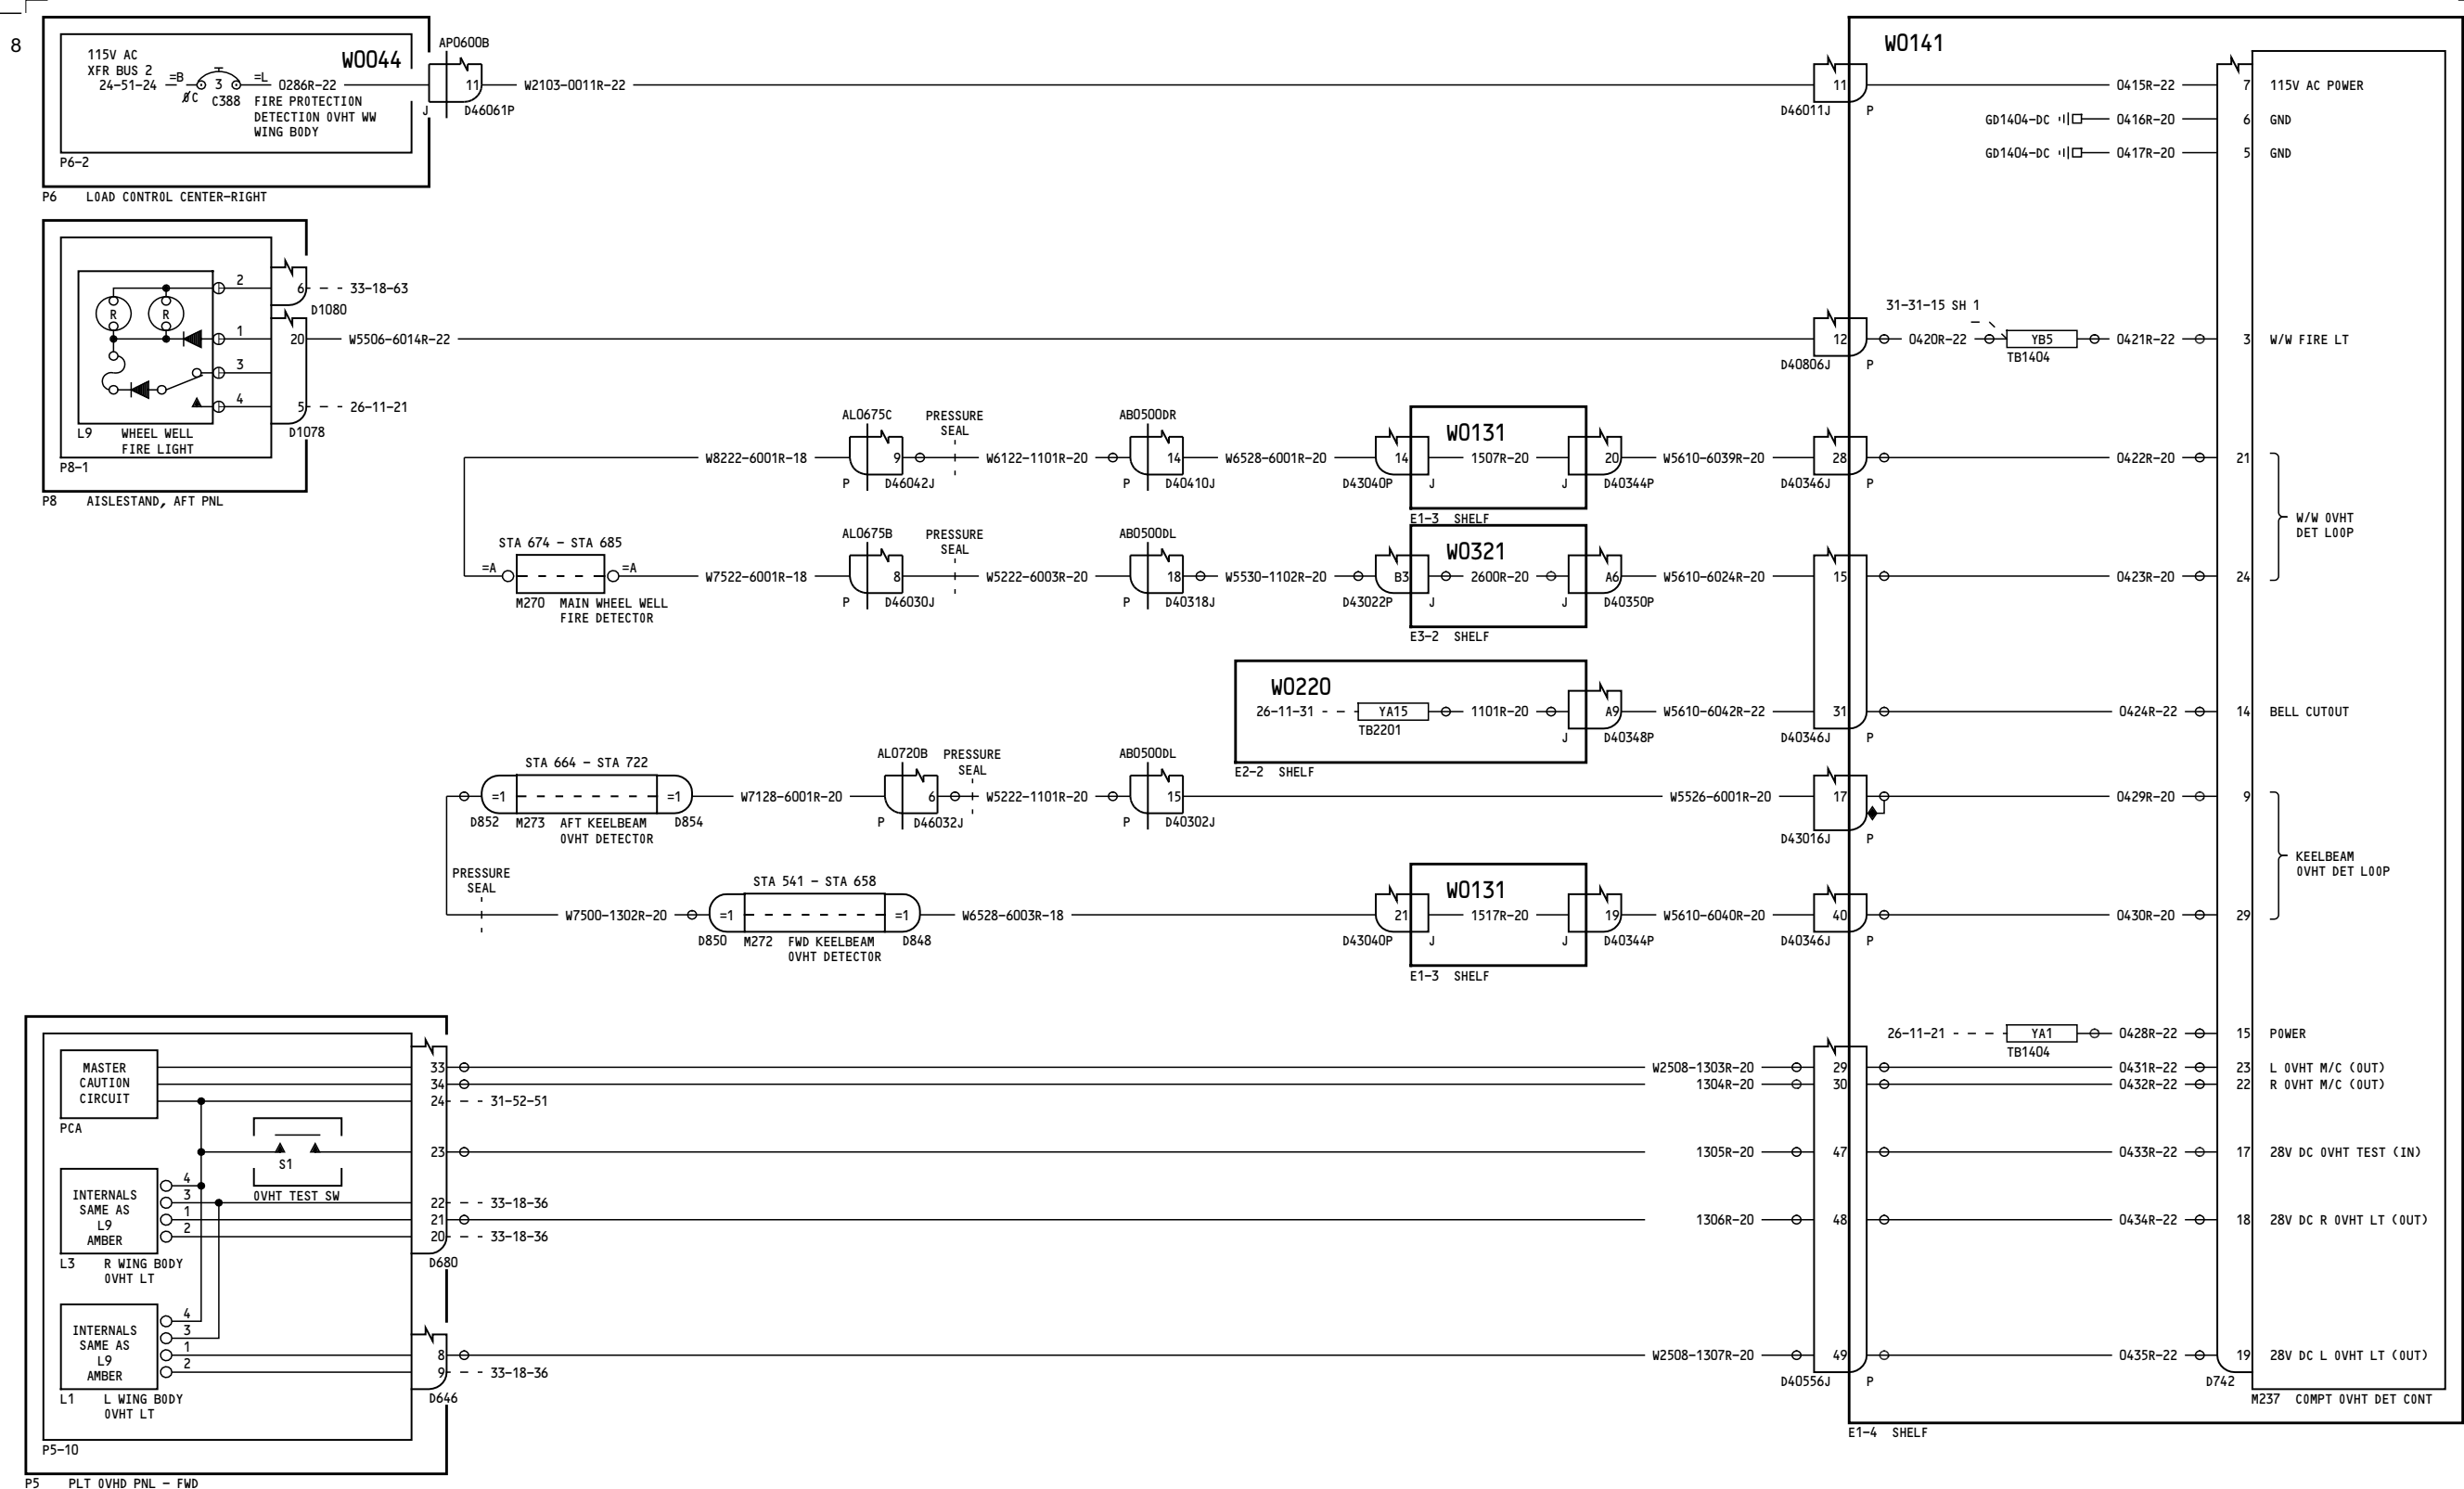 8
115V AC
XFR BUS 2
24-51-24
=B
3
=L
ØC
C388
0286R-22
FIRE PROTECTION
DETECTION OVHT WW
WING BODY
W0044
P6-2
P6 LOAD CONTROL CENTER-RIGHT
AP0600B
11
J
D46061P
W2103-0011R-22
11
D46011J
P
W0141
0415R-22
7
115V AC POWER
GD1404-DC
0416R-20
6
GND
GD1404-DC
0417R-20
5
GND
R
R
2
6
33-18-63
D1080
1
20
W5506-6014R-22
3
4
5
26-11-21
D1078
L9 WHEEL WELL
FIRE LIGHT
P8-1
P8 AISLESTAND, AFT PNL
12
D40806J
P
0420R-22
31-31-15 SH 1
YB5
TB1404
0421R-22
3
W/W FIRE LT
W8222-6001R-18
AL0675C
9
P
D46042J
PRESSURE
SEAL
W6122-1101R-20
AB0500DR
14
P
D40410J
W6528-6001R-20
14
D43040P
J
W0131
1507R-20
J
20
D40344P
E1-3 SHELF
W5610-6039R-20
28
D40346J
P
0422R-20
21
W/W OVHT
DET LOOP
STA 674 - STA 685
=A
=A
M270 MAIN WHEEL WELL
FIRE DETECTOR
W7522-6001R-18
AL0675B
8
P
D46030J
PRESSURE
SEAL
W5222-6003R-20
AB0500DL
18
P
D40318J
W5530-1102R-20
B3
D43022P
J
W0321
2600R-20
J
A6
D40350P
E3-2 SHELF
W5610-6024R-20
15
0423R-20
24
W0220
26-11-31
YA15
TB2201
1101R-20
J
A9
D40348P
E2-2 SHELF
W5610-6042R-22
31
D40346J
P
0424R-22
14
BELL CUTOUT
STA 664 - STA 722
=1
=1
D852
M273 AFT KEELBEAM
OVHT DETECTOR
D854
W7128-6001R-20
AL0720B
6
P
D46032J
PRESSURE
SEAL
W5222-1101R-20
AB0500DL
15
P
D40302J
W5526-6001R-20
17
D43016J
P
0429R-20
9
KEELBEAM
OVHT DET LOOP
PRESSURE
SEAL
W7500-1302R-20
STA 541 - STA 658
=1
=1
D850
M272 FWD KEELBEAM
OVHT DETECTOR
D848
W6528-6003R-18
21
D43040P
J
W0131
1517R-20
J
19
D40344P
E1-3 SHELF
W5610-6040R-20
40
D40346J
P
0430R-20
29
26-11-21
YA1
TB1404
0428R-22
15
POWER
MASTER
CAUTION
CIRCUIT
PCA
33
W2508-1303R-20
29
0431R-22
23
L OVHT M/C (OUT)
34
1304R-20
30
0432R-22
22
R OVHT M/C (OUT)
24
31-52-51
S1
OVHT TEST SW
23
1305R-20
47
0433R-22
17
28V DC OVHT TEST (IN)
INTERNALS
SAME AS
L9
AMBER
4
3
1
2
22
33-18-36
21
1306R-20
48
0434R-22
18
28V DC R OVHT LT (OUT)
20
33-18-36
D680
L3 R WING BODY
OVHT LT
INTERNALS
SAME AS
L9
AMBER
4
3
1
2
8
W2508-1307R-20
49
0435R-22
19
28V DC L OVHT LT (OUT)
9
33-18-36
D646
D40556J
P
D742
L1 L WING BODY
OVHT LT
M237 COMPT OVHT DET CONT
P5-10
E1-4 SHELF
P5 PLT OVHD PNL - FWD